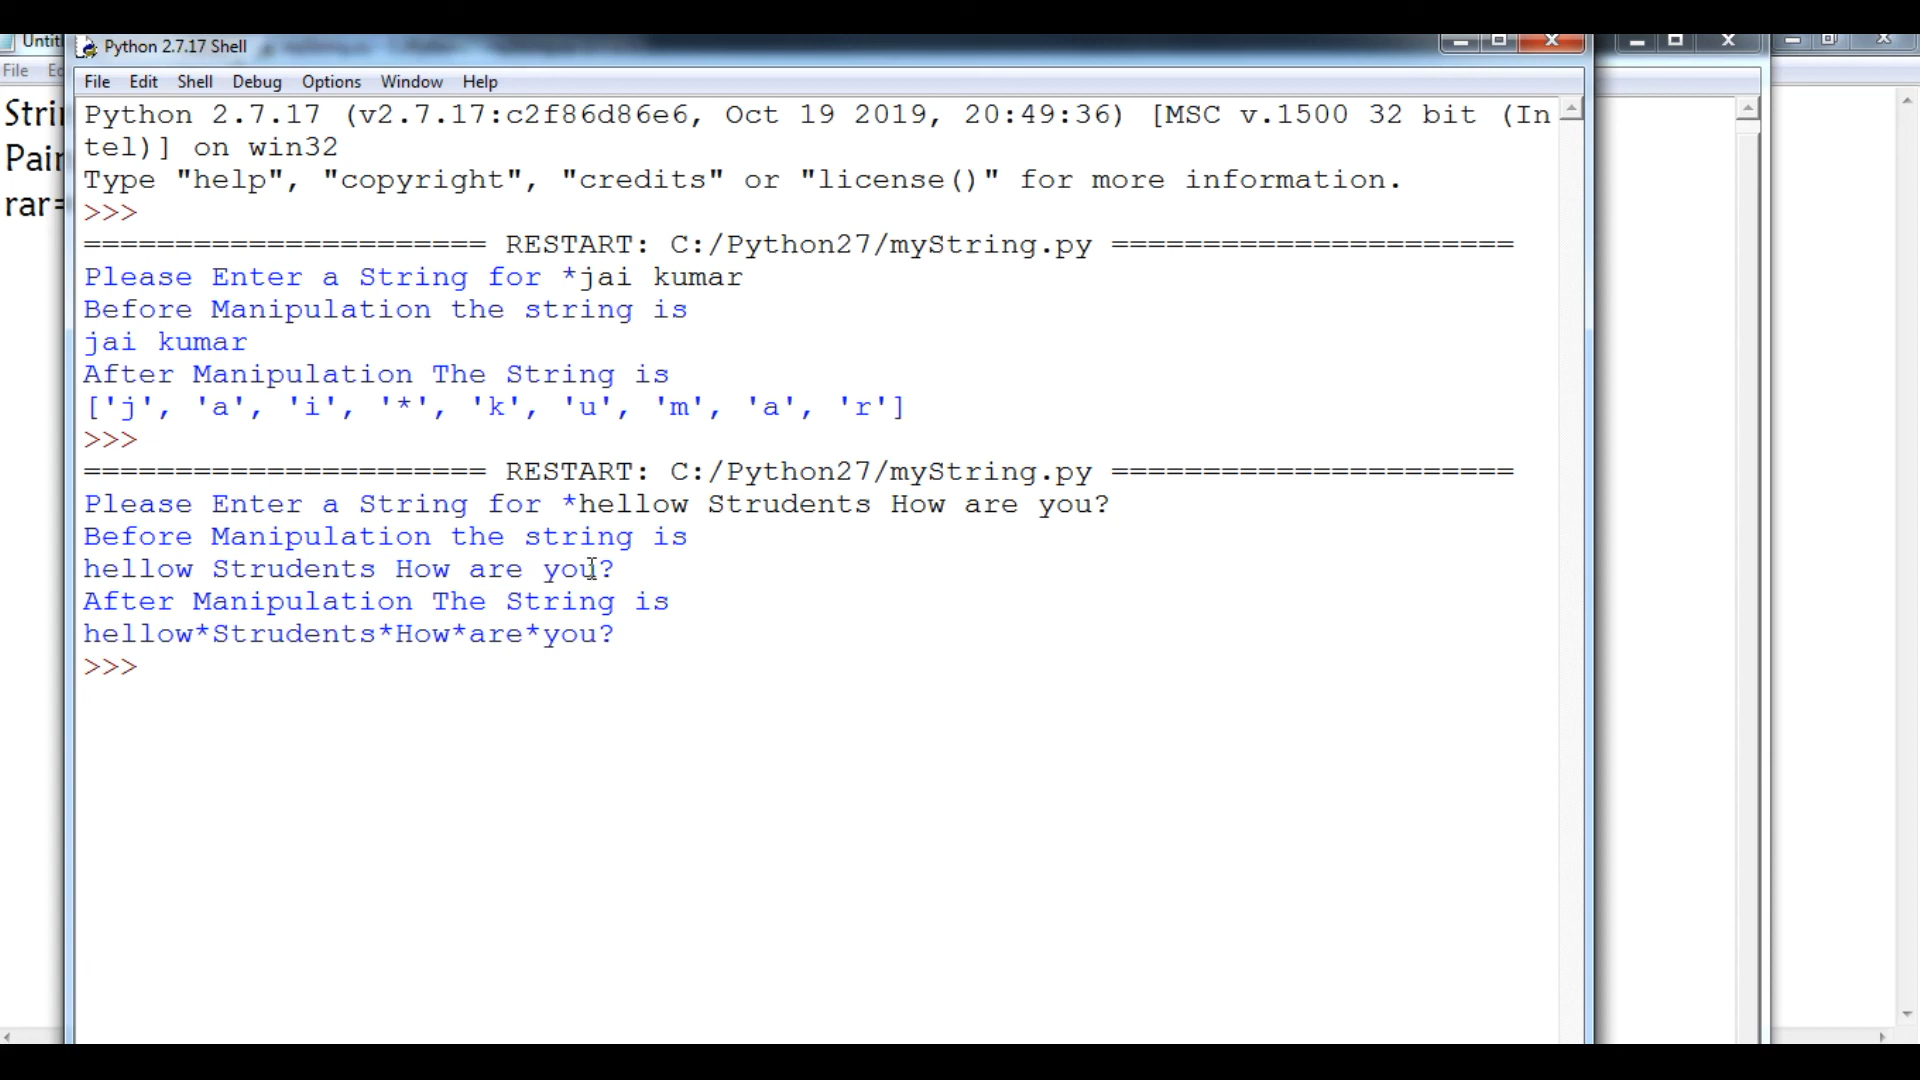 Python 2.7.17 Shell
File Edit Shell Debug Options Window Help
File
Python 2.7.17 (v2.7.17:c2f86d86e6, Oct 19 2019, 20:49:36) [MSC v.1500 32 bit (In
tel)] on win32
Type "help", "copyright", "credits" or "license()" for more information.
>>>
====================== RESTART: C:/Python27/myString.py ======================
Please Enter a String for *jai kumar
Before Manipulation the string is
jai kumar
After Manipulation The String is
['j', 'a', 'i', '*', 'k', 'u', 'm', 'a', 'r']
>>>
====================== RESTART: C:/Python27/myString.py ======================
Please Enter a String for *hellow Strudents How are you?
Before Manipulation the string is
hellow Strudents How are you?
After Manipulation The String is
hellow*Strudents*How*are*you?
>>>
rar=